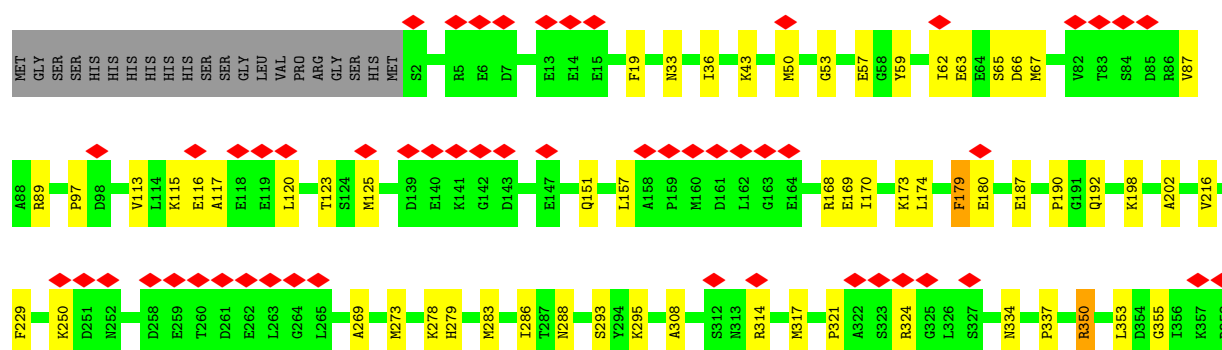 MET GLY SER SER HIS HIS HIS HIS HIS HIS SER SER GLY LEU VAL PRO ARG GLY SER HIS MET S2 R5 E6 D7 E13 E14 E15 F19 N33 I36 K43 M50 G53 E57 G58 Y59 I62 E63 E64 S65 D66 M67 V82 T83 S84 D85 R86 V87
A88 R89 P97 D98 V113 L114 K115 E116 A117 E118 E119 L120 T123 S124 M125 D139 E140 K141 G142 D143 E147 Q151 L157 A158 P159 M160 D161 L162 G163 E164 R168 E169 I170 K173 L174 F179 E180 E187 P190 G191 Q192 K198 A202 V216
F229 K250 D251 N252 D258 E259 T260 D261 E262 L263 G264 L265 A269 M273 K278 H279 M283 I286 T287 N288 S293 Y294 K295 A308 S312 N313 R314 M317 P321 A322 S323 R324 G325 L326 S327 N334 P337 R350 L353 D354 G355 I356 K357